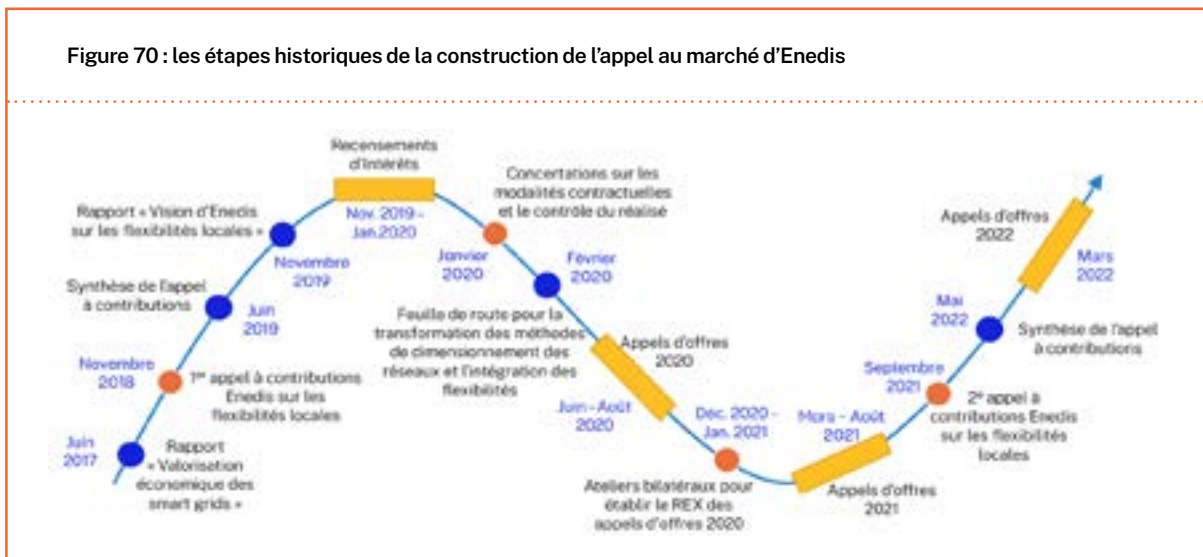 Figure 70 : les étapes historiques de la construction de l'appel au marché d'Enedis
Juin
2017
Rapport
« Valorisation
économique des
smart grids »
Novembre
2018
1er appel à contributions
Enedis sur les
flexibilités locales
Synthèse de l'appel
à contributions
Juin
2019
Rapport « Vision d'Enedis
sur les flexibilités locales »
Novembre
2019
Recensements
d'intérêts
Nov. 2019 -
Jan.2020
Concertations sur les
modalités contractuelles
et le contrôle du réalisé
Janvier
2020
Février
2020
Feuille de route pour la
transformation des méthodes
de dimensionnement des
réseaux et l'intégration des
flexibilités
Appels d'offres
2020
Juin - Août
2020
Déc. 2020 -
Jan. 2021
Ateliers bilatéraux pour
établir le REX des
appels d'offres 2020
Mars - Août
2021
Appels d'offres
2021
Septembre
2021
2e appel à
contributions Enedis
sur les flexibilités
locales
Mai
2022
Synthèse de l'appel
à contributions
Appels d'offres
2022
Mars
2022